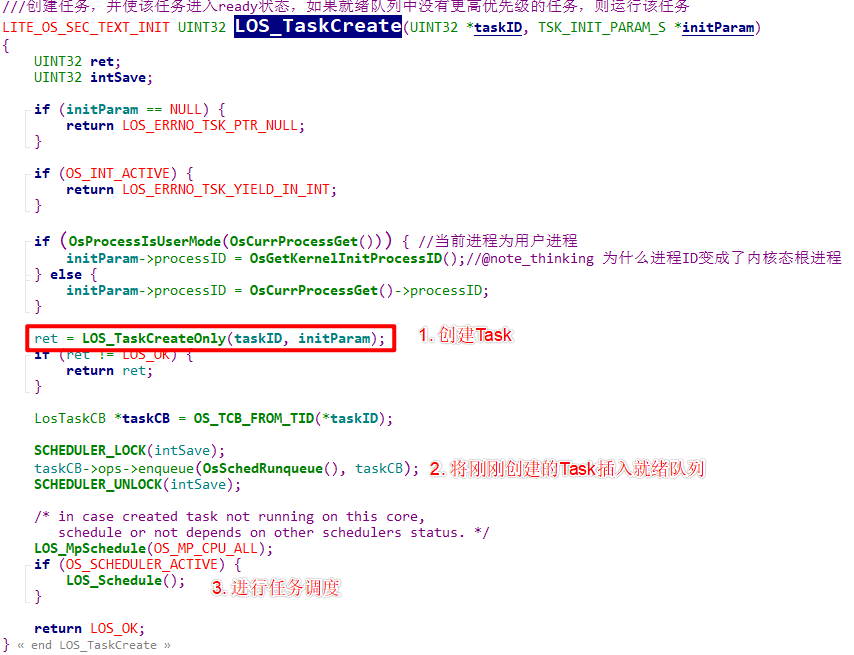 ///创建任务，并使该任务进入ready状态，如果就绪队列中没有更高优先级的任务，则运行该任务
LITE_OS_SEC_TEXT_INIT UINT32 LOS_TaskCreate(UINT32 *taskID, TSK_INIT_PARAM_S *initParam)
{
    UINT32 ret;
    UINT32 intSave;
    if (initParam == NULL) {
        return LOS_ERRNO_TSK_PTR_NULL;
    }
    if (OS_INT_ACTIVE) {
        return LOS_ERRNO_TSK_YIELD_IN_INT;
    }
    if (OsProcessIsUserMode(OsCurrProcessGet())) { //当前进程为用户进程
        initParam->processID = OsGetKernelInitProcessID();//@note_thinking 为什么进程ID变成了内核态根进程
    } else {
        initParam->processID = OsCurrProcessGet()->processID;
    }
    ret = LOS_TaskCreateOnly(taskID, initParam); 1. 创建Task
    if (ret != LOS_OK) {
        return ret;
    }
    LosTaskCB *taskCB = OS_TCB_FROM_TID(*taskID);
    SCHEDULER_LOCK(intSave);
    taskCB->ops->enqueue(OsSchedRunqueue(), taskCB); 2. 将刚刚创建的Task插入就绪队列
    SCHEDULER_UNLOCK(intSave);
    /* in case created task not running on this core,
       schedule or not depends on other schedulers status. */
    LOS_MpSchedule(OS_MP_CPU_ALL);
    if (OS_SCHEDULER_ACTIVE) {
        LOS_Schedule(); 3. 进行任务调度
    }
    return LOS_OK;
} « end LOS_TaskCreate »